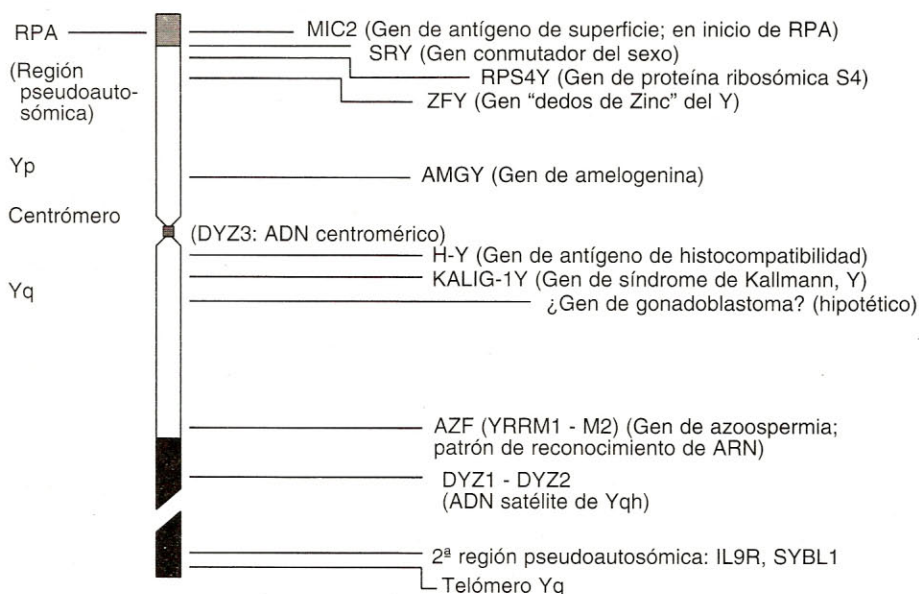 RPA
MIC2 (Gen de antígeno de superficie; en inicio de RPA)
SRY (Gen conmutador del sexo)
(Región
pseudoauto-
sómica)
RPS4Y (Gen de proteína ribosómica S4)
ZFY (Gen “dedos de Zinc” del Y)
Yp
AMGY (Gen de amelogenina)
Centrómero
(DYZ3: ADN centromérico)
H-Y (Gen de antígeno de histocompatibilidad)
KALIG-1Y (Gen de síndrome de Kallmann, Y)
Yq
¿Gen de gonadoblastoma? (hipotético)
AZF (YRRM1 - M2) (Gen de azoospermia;
patrón de reconocimiento de ARN)
DYZ1 - DYZ2
(ADN satélite de Yqh)
2ª región pseudoautosómica: IL9R, SYBL1
Telómero Yq